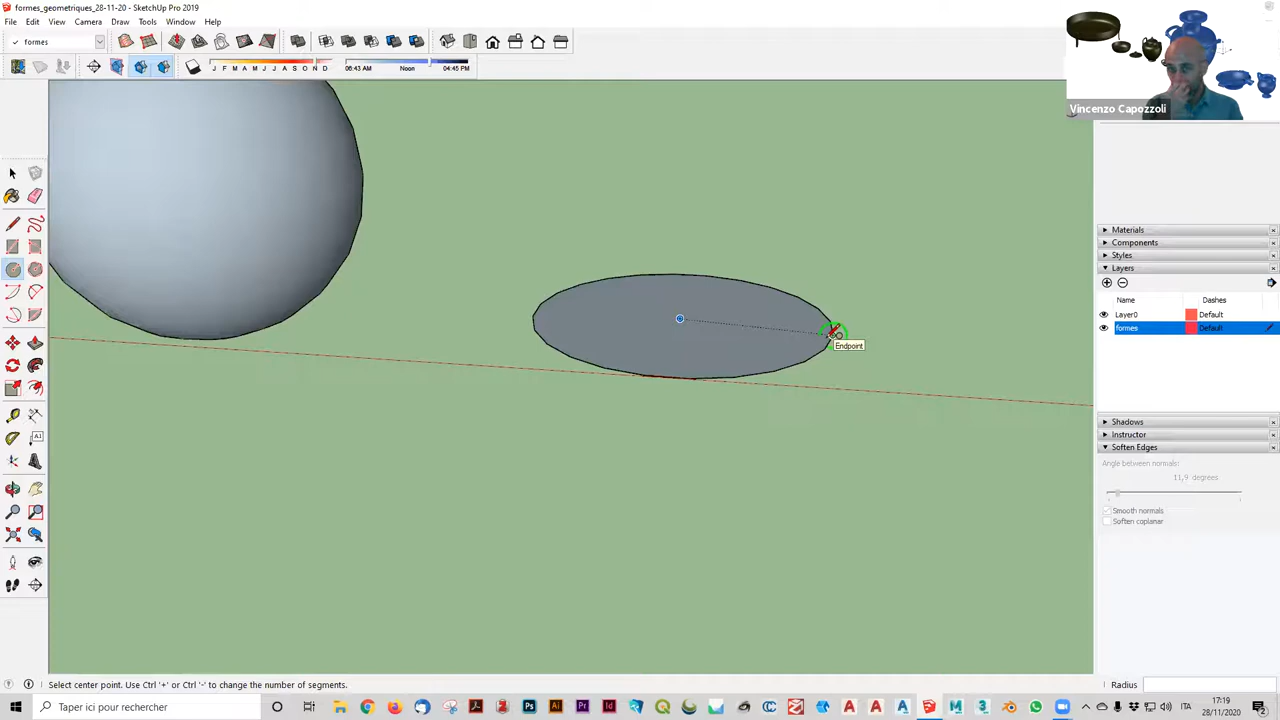 formes_geometriques_28-11-20 - SketchUp Pro 2019
File Edit View Camera Draw Tools Window Help
formes
J F M A M J J A S O N D
06:43 AM Noon 04:45 PM
Vincenzo Capozzoli
Endpoint
Materials
Components
Styles
Layers
Name Dashes
Layer0 Default
formes Default
Shadows
Instructor
Soften Edges
Angle between normals:
11,9 degrees
Smooth normals
Soften coplanar
Select center point. Use Ctrl '+' or Ctrl '-' to change the number of segments.
Radius
Taper ici pour rechercher
ITA
17:19
28/11/2020